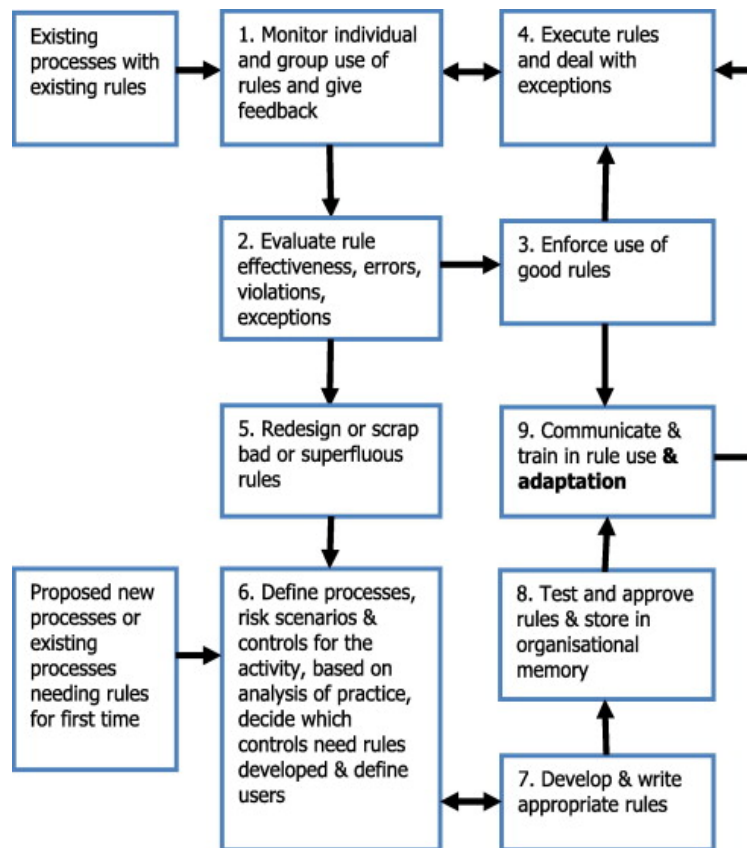 Existing
processes with
existing rules
1. Monitor individual
and group use of
rules and give
feedback
4. Execute rules
and deal with
exceptions
2. Evaluate rule
effectiveness, errors,
violations,
exceptions
3. Enforce use of
good rules
5. Redesign or scrap
bad or superfluous
rules
9. Communicate &
train in rule use & 
adaptation
Proposed new
processes or
existing
processes
needing rules
for first time
6. Define processes,
risk scenarios &
controls for the
activity, based on
analysis of practice,
decide which
controls need rules
developed & define
users
8. Test and approve
rules & store in
organisational
memory
7. Develop & write
appropriate rules